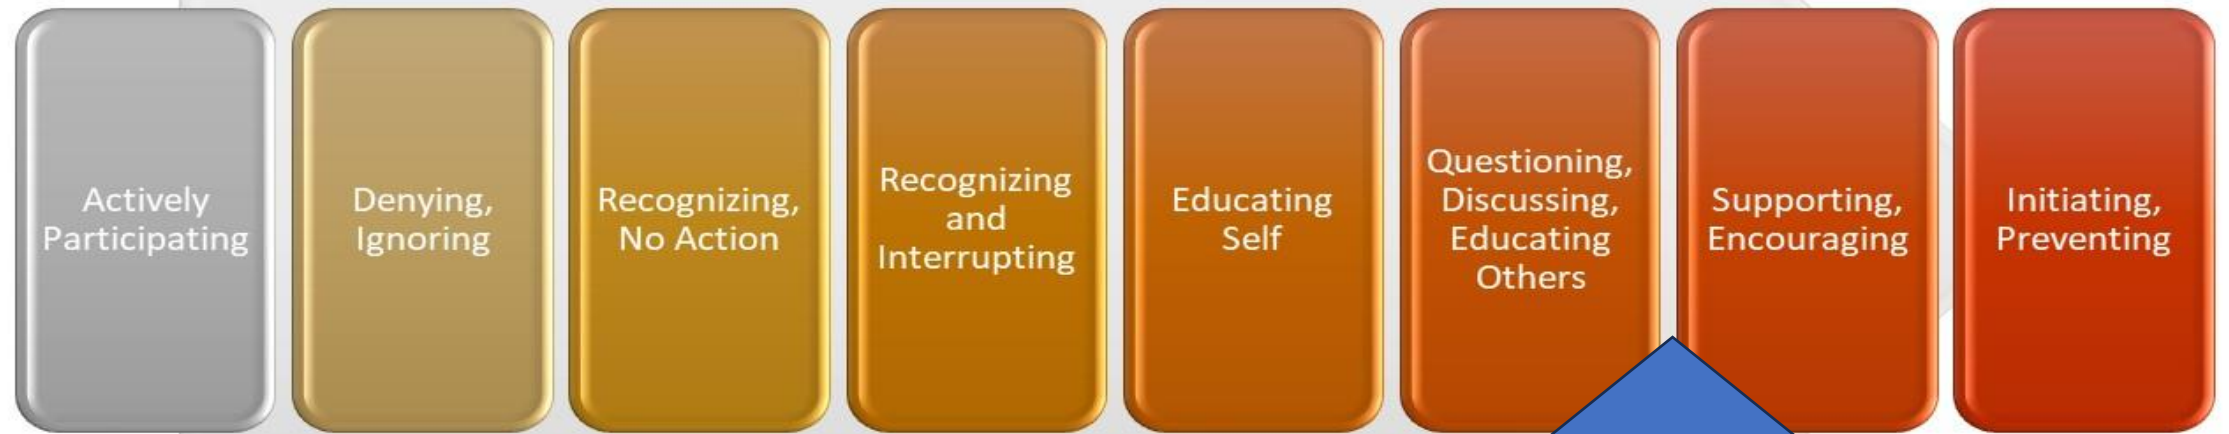 Actively
Participating
Denying,
Ignoring
Recognizing,
No Action
Recognizing
and
Interrupting
Educating
Self
Questioning,
Discussing,
Educating
Others
Supporting,
Encouraging
Initiating,
Preventing